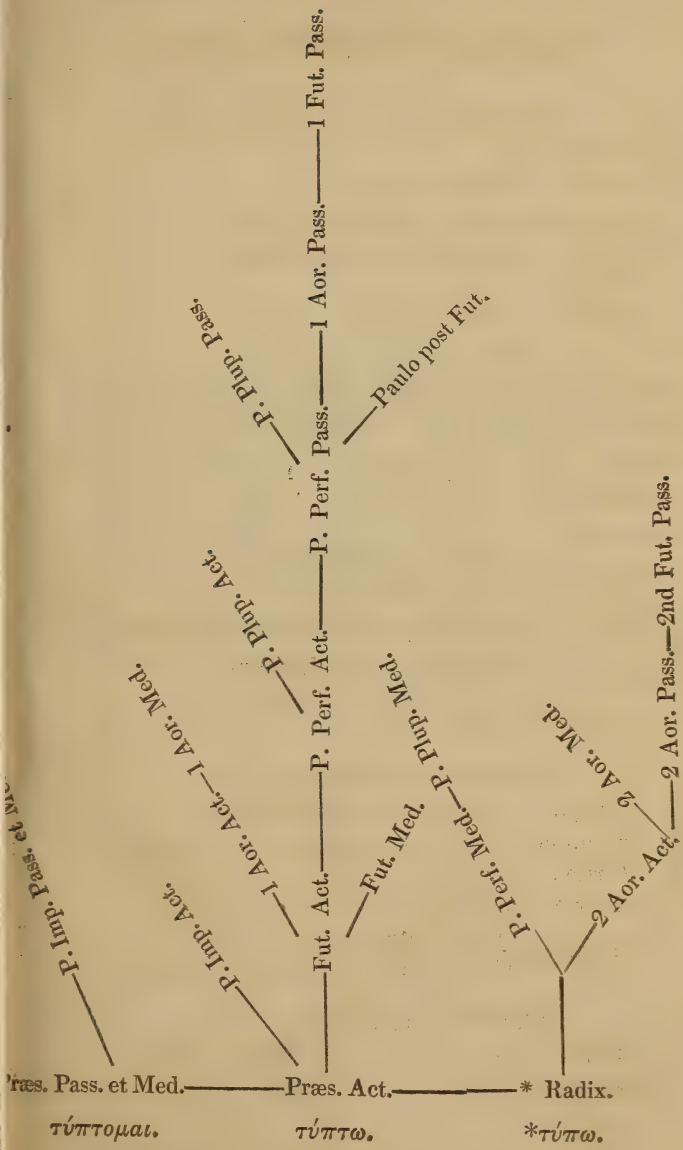 1 Fut. Pass.
1 Aor. Pass.
P. Plup. Pass.
Paulo post Fut.
P. Perf. Pass.
P. Plup. Act.
P. Perf. Act.
1 Aor. Act.—1 Aor. Med.
P. Imp. Act.
Fut. Med.
Fut. Act.
P. Imp. Pass. et
P. Perf. Med.—P. Plup. Med.
2 Aor. Med.
2 Aor. Pass.—2nd Fut. Pass.
2 Aor. Act.
Præs. Pass. et Med.—Præs. Act.—* Radix.
τύπτομαι. τύπτω. *τύπω.